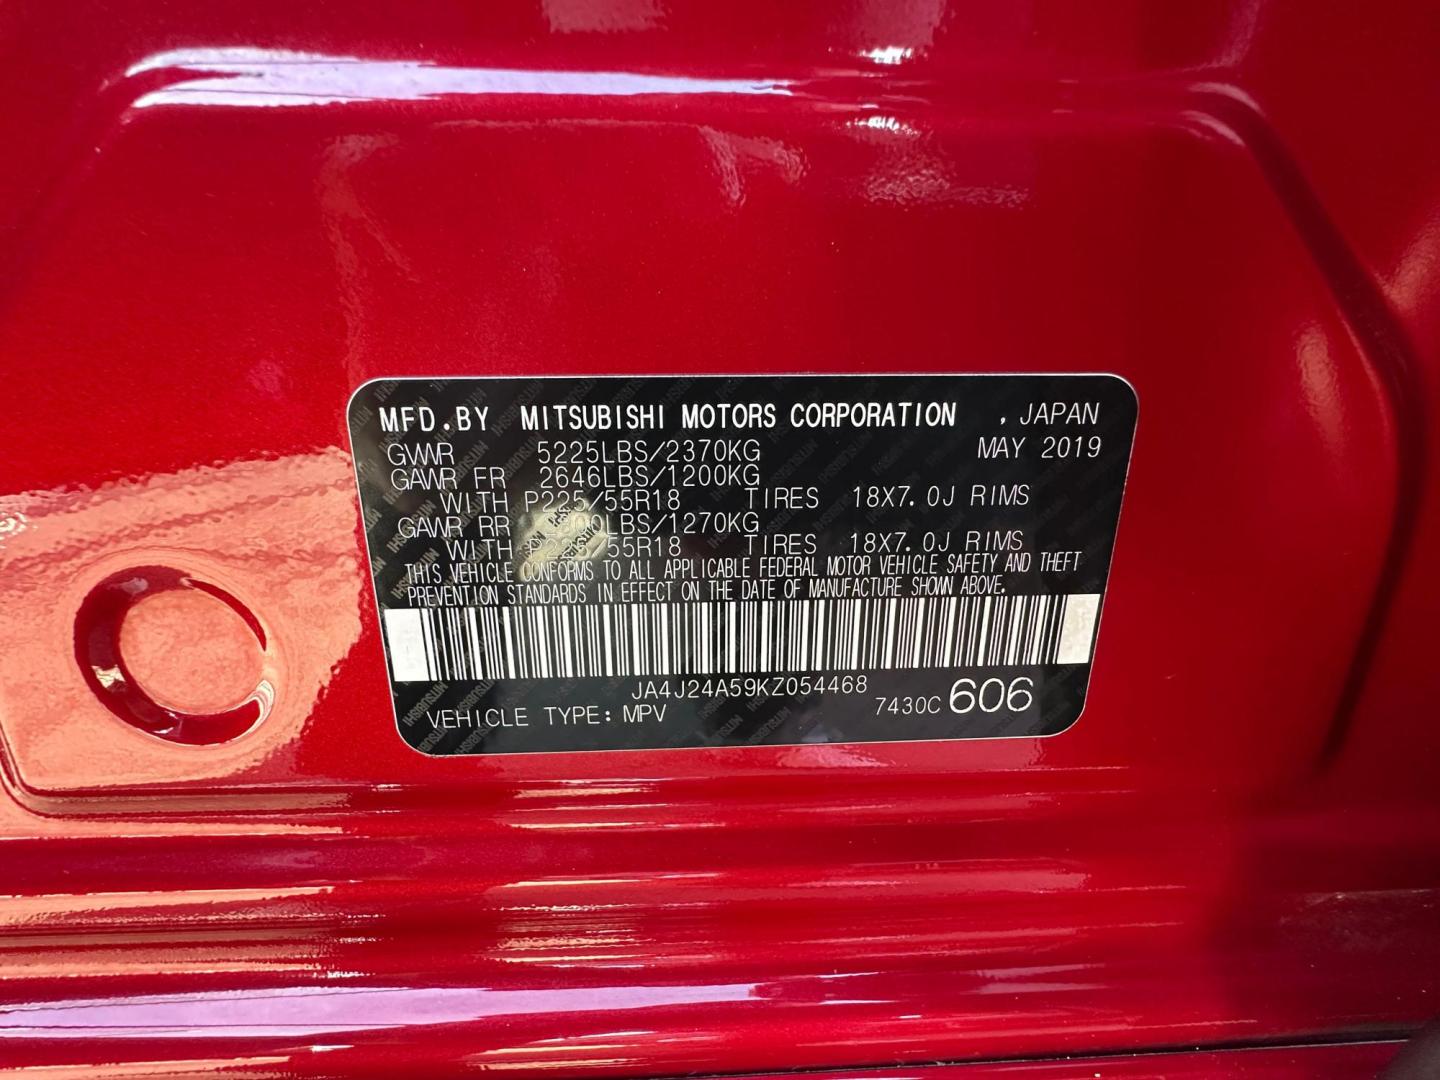 MFD.BY MITSUBISHI MOTORS CORPORATION , JAPAN
GVWR 5225LBS/2370KG MAY 2019
GAWR FR 2646LBS/1200KG
WITH P225/55R18 TIRES 18X7.0J RIMS
GAWR RR 2800LBS/1270KG
WITH P225/55R18 TIRES 18X7.0J RIMS
THIS VEHICLE CONFORMS TO ALL APPLICABLE FEDERAL MOTOR VEHICLE SAFETY AND THEFT
PREVENTION STANDARDS IN EFFECT ON THE DATE OF MANUFACTURE SHOWN ABOVE.
JA4J24A59KZ054468
VEHICLE TYPE: MPV 7430C 606